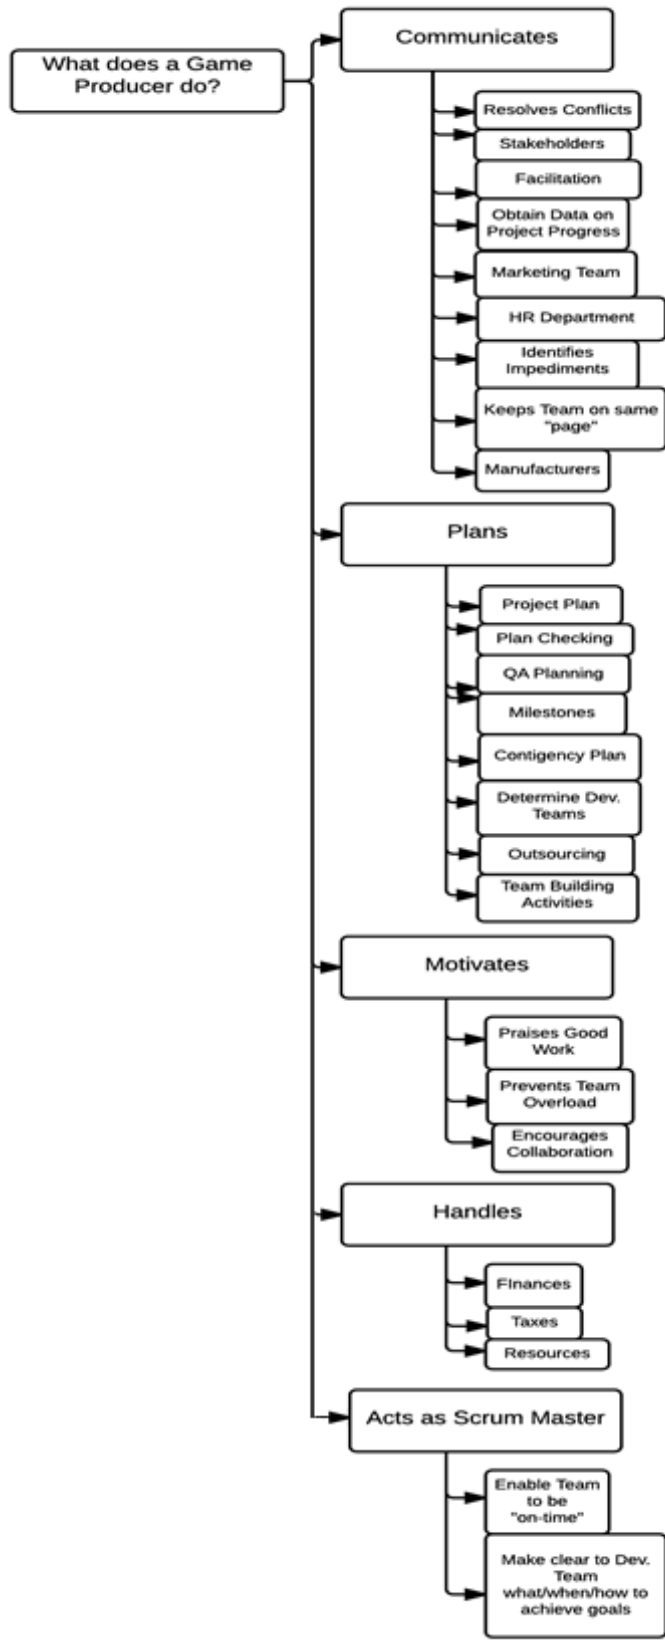 What does a Game
Producer do?
Communicates
Resolves Conflicts
Stakeholders
Facilitation
Obtain Data on
Project Progress
Marketing Team
HR Department
Identifies
Impediments
Keeps Team on same
"page"
Manufacturers
Plans
Project Plan
Plan Checking
QA Planning
Milestones
Contigency Plan
Determine Dev.
Teams
Outsourcing
Team Building
Activities
Motivates
Praises Good
Work
Prevents Team
Overload
Encourages
Collaboration
Handles
FInances
Taxes
Resources
Acts as Scrum Master
Enable Team
to be
"on-time"
Make clear to Dev.
Team
what/when/how to
achieve goals